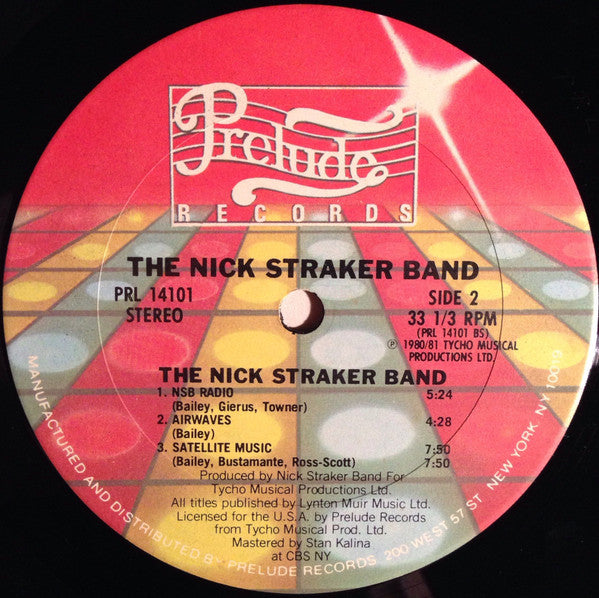 Prelude
RECORDS
THE NICK STRAKER BAND
PRL 14101
STEREO
SIDE 2
33 1/3 RPM
(PRL 14101 BS)
Ⓟ 1980/81 TYCHO MUSICAL
PRODUCTIONS LTD.
THE NICK STRAKER BAND
1. NSB RADIO 5:24
(Bailey, Gierus, Towner)
2. AIRWAVES 4:28
(Bailey)
3. SATELLITE MUSIC 7:50
(Bailey, Bustamante, Ross-Scott) 7:50
Produced by Nick Straker Band For
Tycho Musical Productions Ltd.
All titles published by Lynton Muir Music Ltd.
Licensed for the U.S.A. by Prelude Records
from Tycho Musical Prod. Ltd.
Mastered by Stan Kalina
at CBS NY
MANUFACTURED AND DISTRIBUTED BY PRELUDE RECORDS 200 WEST 57 ST NEW YORK, NY 10019